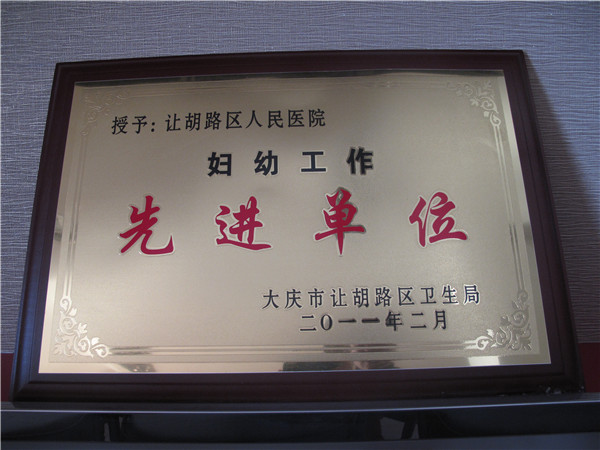 授予：让胡路区人民医院
妇幼工作
先进单位
大庆市让胡路区卫生局
二〇一一年二月